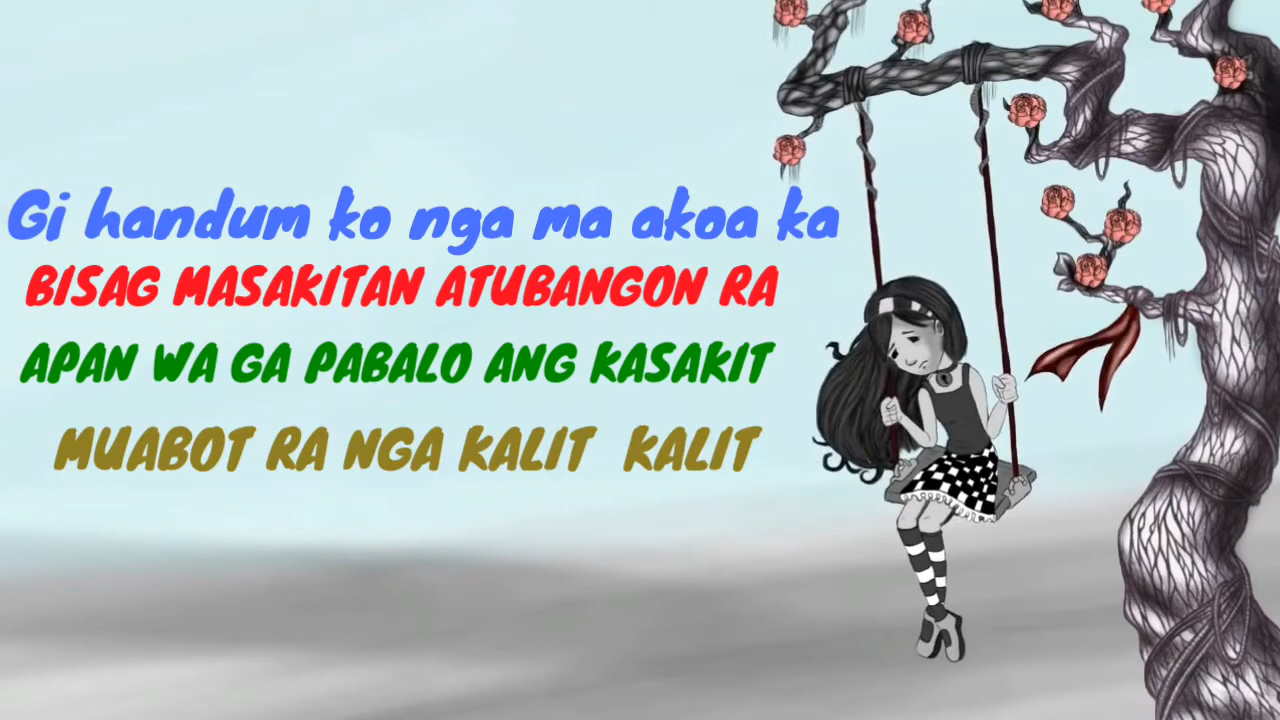 Gi handum ko nga ma akoa ka
BISAG MASAKITAN ATUBANGON RA
APAN WA GA PABALO ANG KASAKIT
MUABOT RA NGA KALIT KALIT